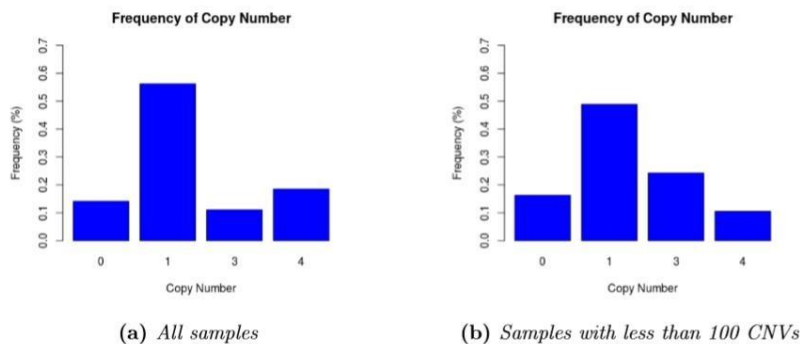 Frequency of Copy Number
0.7
0.6
0.5
0.4
0.3
0.2
0.1
0.0
Frequency (%)
0 1 3 4
Copy Number
(a) All samples
Frequency of Copy Number
0.7
0.6
0.5
0.4
0.3
0.2
0.1
0.0
Frequency (%)
0 1 3 4
Copy Number
(b) Samples with less than 100 CNVs